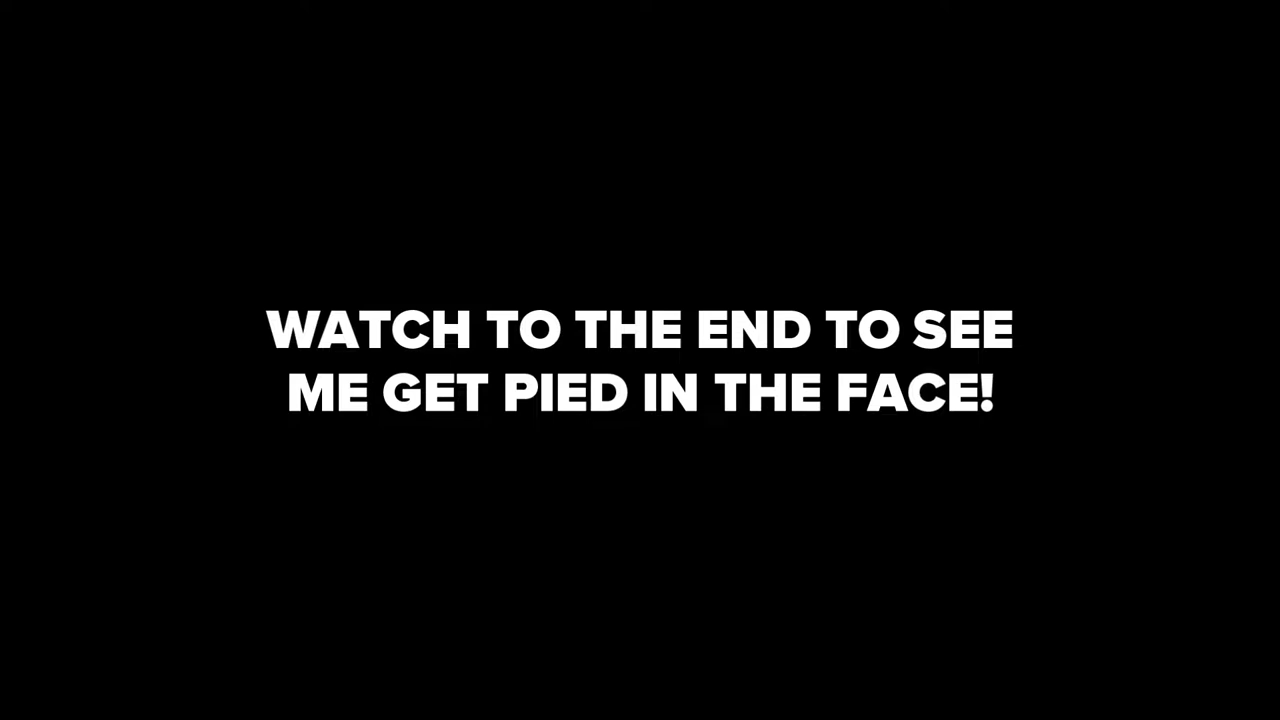 WATCH TO THE END TO SEE
ME GET PIED IN THE FACE!